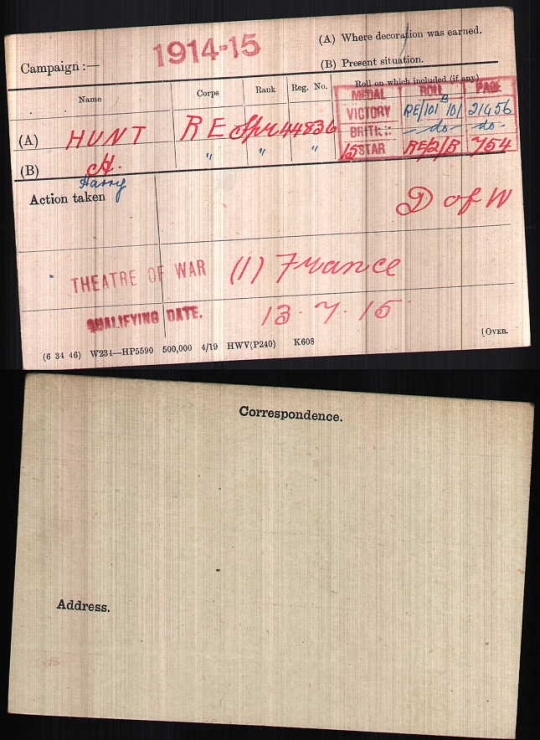 Campaign :— 1914-15 (A) Where decoration was earned.
(B) Present situation.
Name Corps Rank Reg. No. Roll on which included (if any)
MEDAL ROLL PAGE
(A) HUNT R E Spr 44836 VICTORY RE/101 B 101 21456
BRITISH -do- -do-
(B) H. " " " 15 STAR RE/2/B 754
Harry
Action taken
D of W
THEATRE OF WAR (1) France
QUALIFYING DATE. 13.7.15
(6 34 46) W234—HP5590 500,000 4/19 HWV(P240) K608 [OVER.
Correspondence.
Address.